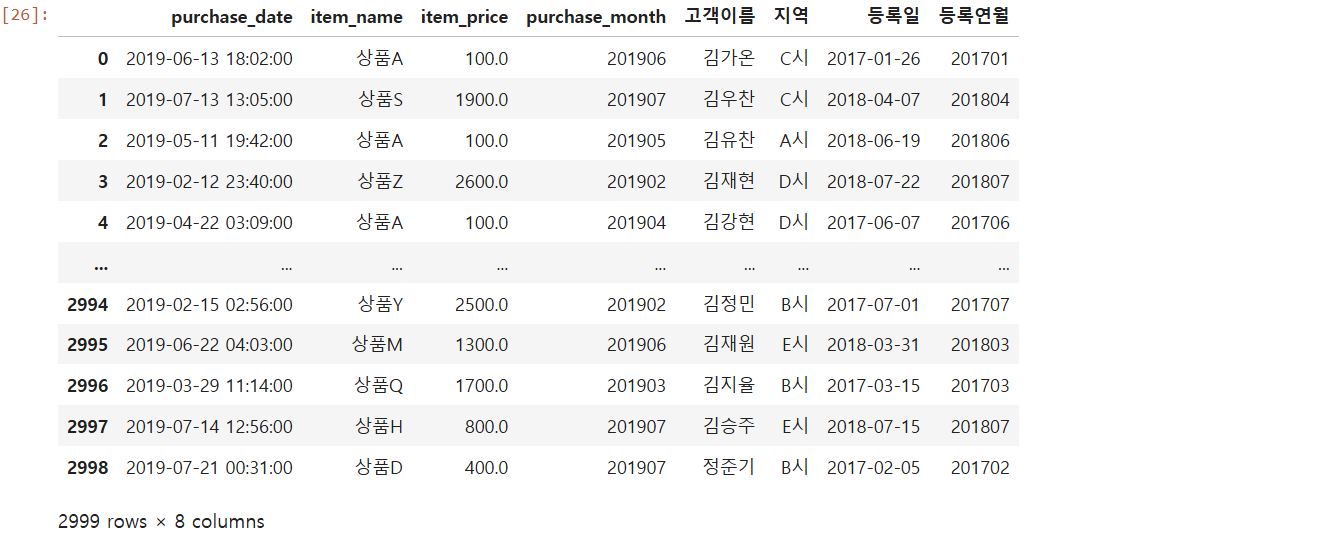 [26]: purchase_date item_name item_price purchase_month 고객이름 지역 등록일 등록연월
0 2019-06-13 18:02:00 상품A 100.0 201906 김가온 C시 2017-01-26 201701
1 2019-07-13 13:05:00 상품S 1900.0 201907 김우찬 C시 2018-04-07 201804
2 2019-05-11 19:42:00 상품A 100.0 201905 김유찬 A시 2018-06-19 201806
3 2019-02-12 23:40:00 상품Z 2600.0 201902 김재현 D시 2018-07-22 201807
4 2019-04-22 03:09:00 상품A 100.0 201904 김강현 D시 2017-06-07 201706
... ... ... ... ... ... ... ... ...
2994 2019-02-15 02:56:00 상품Y 2500.0 201902 김정민 B시 2017-07-01 201707
2995 2019-06-22 04:03:00 상품M 1300.0 201906 김재원 E시 2018-03-31 201803
2996 2019-03-29 11:14:00 상품Q 1700.0 201903 김지율 B시 2017-03-15 201703
2997 2019-07-14 12:56:00 상품H 800.0 201907 김승주 E시 2018-07-15 201807
2998 2019-07-21 00:31:00 상품D 400.0 201907 정준기 B시 2017-02-05 201702
2999 rows × 8 columns